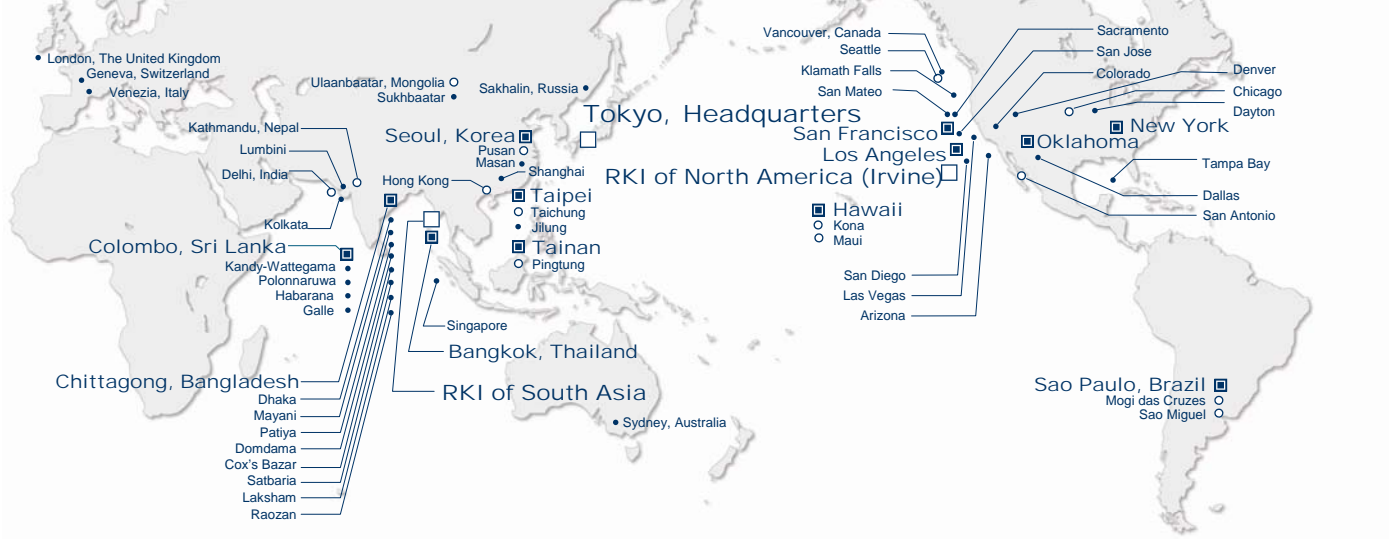 London, The United Kingdom
Geneva, Switzerland
Venezia, Italy
Ulaanbaatar, Mongolia
Sukhbaatar
Sakhalin, Russia
Tokyo, Headquarters
Kathmandu, Nepal
Lumbini
Delhi, India
Kolkata
Seoul, Korea
Pusan
Masan
Shanghai
Hong Kong
Taipei
Taichung
Jilung
Tainan
Pingtung
Colombo, Sri Lanka
Kandy-Wattegama
Polonnaruwa
Habarana
Galle
Singapore
Bangkok, Thailand
RKI of South Asia
Chittagong, Bangladesh
Dhaka
Mayani
Patiya
Domdama
Cox's Bazar
Satbaria
Laksham
Raozan
Sydney, Australia
Vancouver, Canada
Seattle
Klamath Falls
San Mateo
San Francisco
Los Angeles
RKI of North America (Irvine)
Hawaii
Kona
Maui
San Diego
Las Vegas
Arizona
Sacramento
San Jose
Colorado
Denver
Chicago
Dayton
New York
Oklahoma
Tampa Bay
Dallas
San Antonio
Sao Paulo, Brazil
Mogi das Cruzes
Sao Miguel